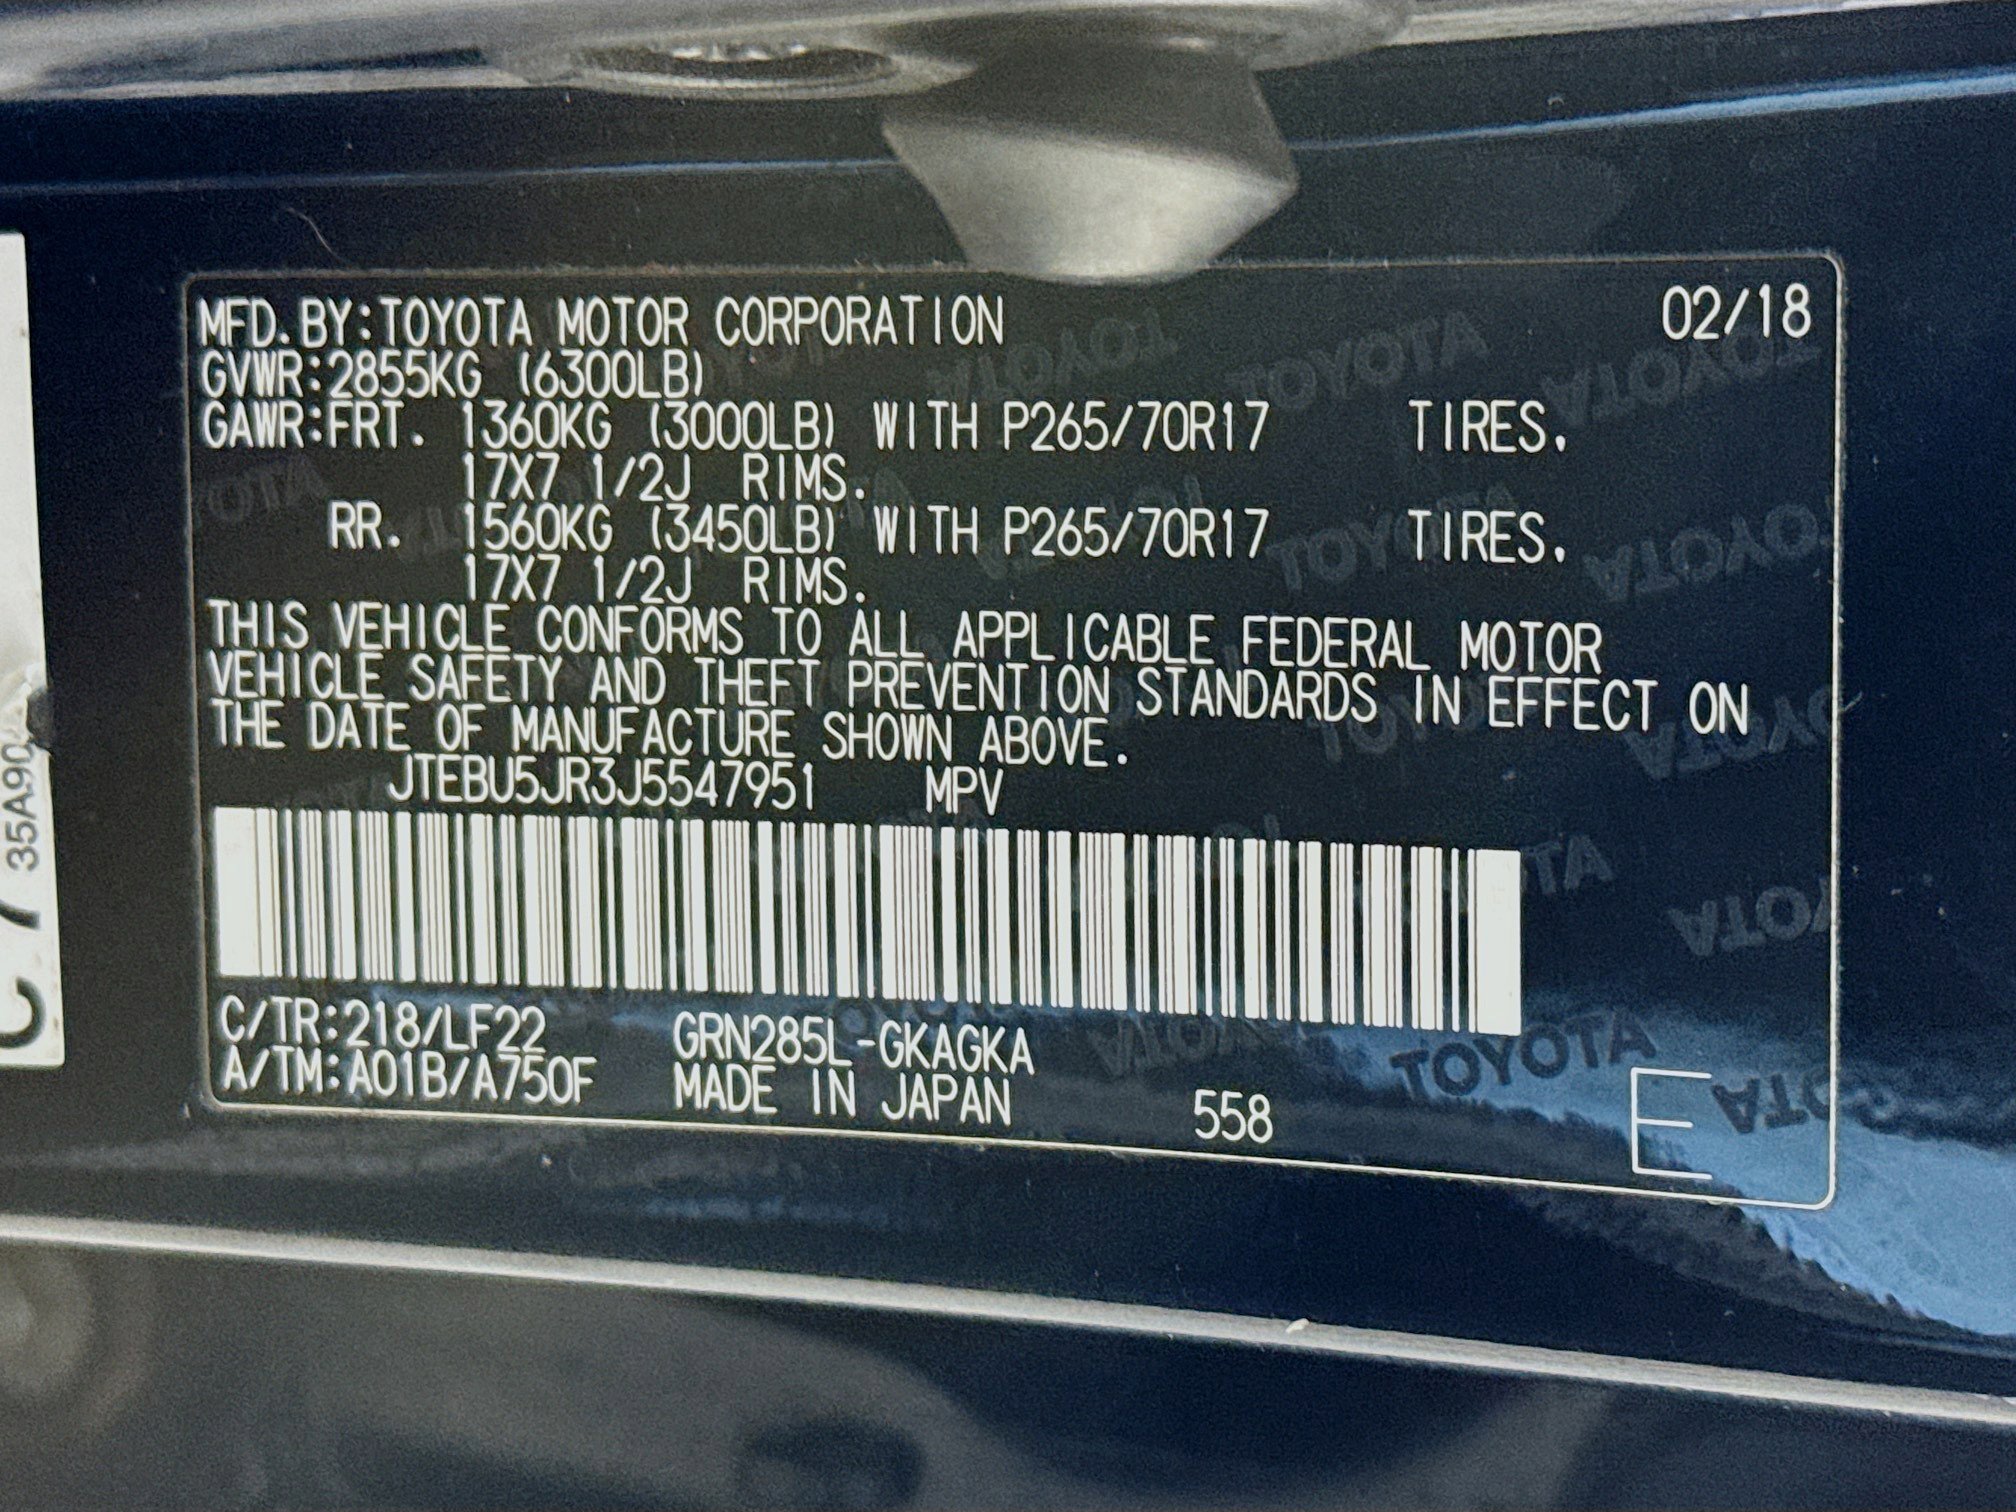 MFD.BY:TOYOTA MOTOR CORPORATION 02/18
GVWR:2855KG (6300LB)
GAWR:FRT. 1360KG (3000LB) WITH P265/70R17 TIRES.
17X7 1/2J RIMS.
RR. 1560KG (3450LB) WITH P265/70R17 TIRES.
17X7 1/2J RIMS.
THIS VEHICLE CONFORMS TO ALL APPLICABLE FEDERAL MOTOR
VEHICLE SAFETY AND THEFT PREVENTION STANDARDS IN EFFECT ON
THE DATE OF MANUFACTURE SHOWN ABOVE.
JTEBU5JR3J5547951 MPV
C/TR:218/LF22 GRN285L-GKAGKA
A/TM:A01B/A750F MADE IN JAPAN 558 E
TOYOTA
35A90